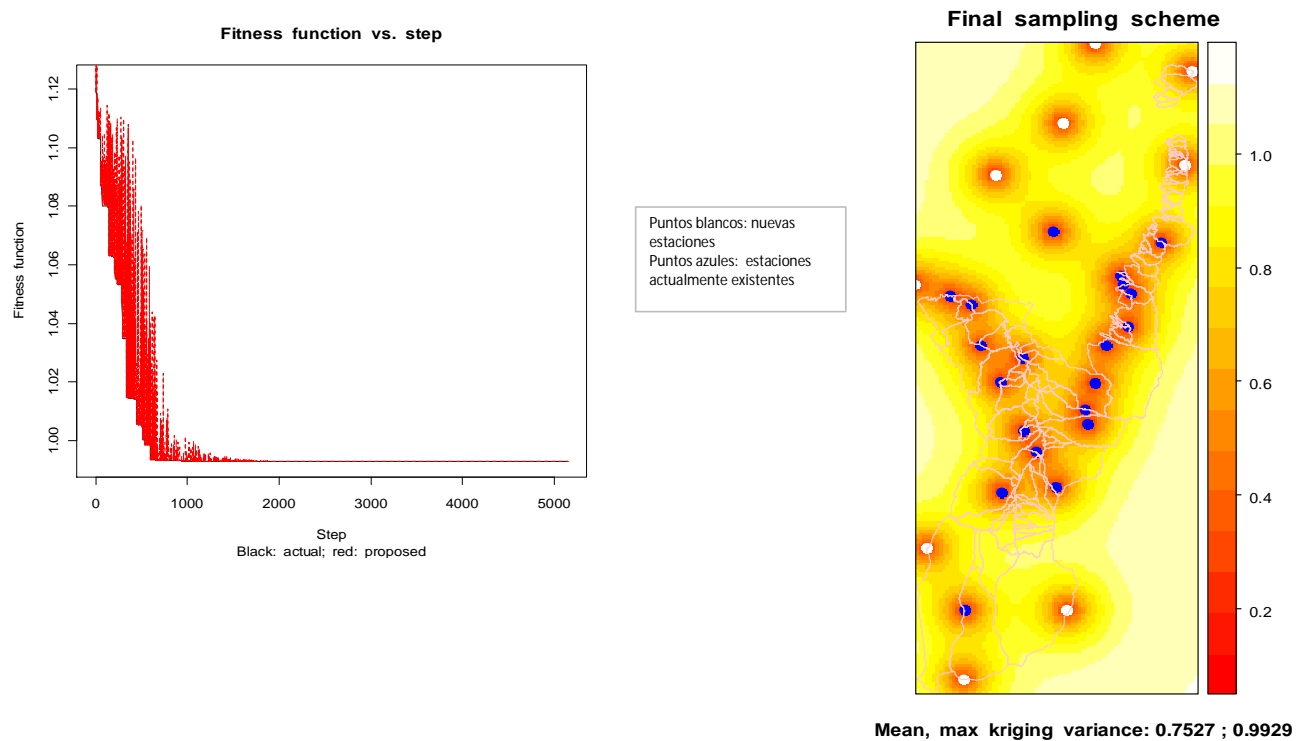 Fitness function vs. step
Fitness function
1.12
1.10
1.08
1.06
1.04
1.02
1.00
0
1000
2000
3000
4000
5000
Step
Black: actual; red: proposed
Puntos blancos: nuevas
estaciones
Puntos azules: estaciones
actualmente existentes
Final sampling scheme
1.0
0.8
0.6
0.4
0.2
Mean, max kriging variance: 0.7527 ; 0.9929